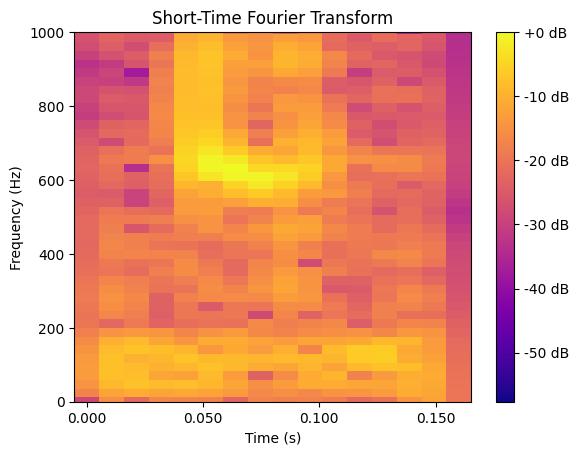 Short-Time Fourier Transform
Frequency (Hz)
1000
800
600
400
200
0
0.000
0.050
0.100
0.150
Time (s)
+0 dB
-10 dB
-20 dB
-30 dB
-40 dB
-50 dB